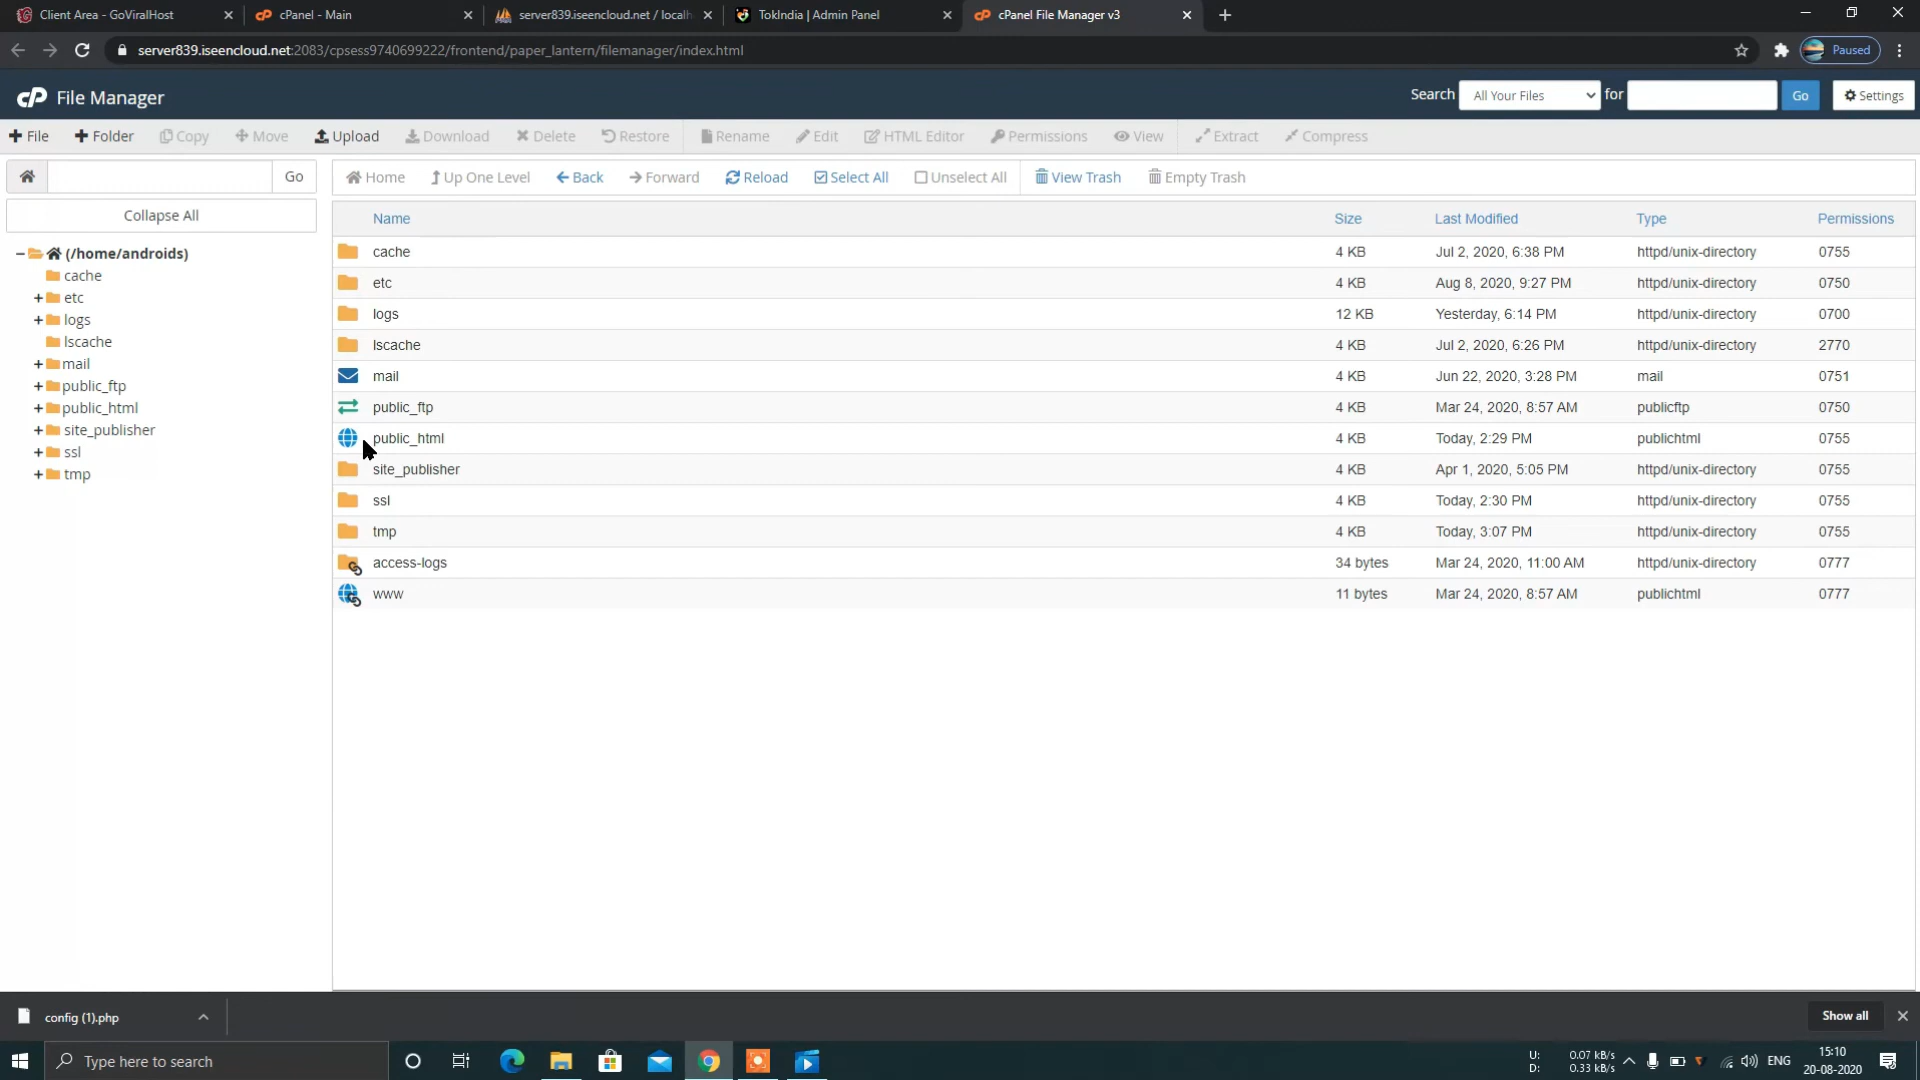 Client Area - GoViralHost
cPanel - Main
server839.iseencloud.net / localh
TokIndia | Admin Panel
cPanel File Manager v3
server839.iseencloud.net:2083/cpsess9740699222/frontend/paper_lantern/filemanager/index.html
Paused
cP File Manager
Search All Your Files for Go Settings
File Folder Copy Move Upload Download Delete Restore Rename Edit HTML Editor Permissions View Extract Compress
Go
Home Up One Level Back Forward Reload Select All Unselect All View Trash Empty Trash
Collapse All
(/home/androids)
cache
etc
logs
lscache
mail
public_ftp
public_html
site_publisher
ssl
tmp
Name Size Last Modified Type Permissions
cache 4 KB Jul 2, 2020, 6:38 PM httpd/unix-directory 0755
etc 4 KB Aug 8, 2020, 9:27 PM httpd/unix-directory 0750
logs 12 KB Yesterday, 6:14 PM httpd/unix-directory 0700
lscache 4 KB Jul 2, 2020, 6:26 PM httpd/unix-directory 2770
mail 4 KB Jun 22, 2020, 3:28 PM mail 0751
public_ftp 4 KB Mar 24, 2020, 8:57 AM publicftp 0750
public_html 4 KB Today, 2:29 PM publichtml 0755
site_publisher 4 KB Apr 1, 2020, 5:05 PM httpd/unix-directory 0755
ssl 4 KB Today, 2:30 PM httpd/unix-directory 0755
tmp 4 KB Today, 3:07 PM httpd/unix-directory 0755
access-logs 34 bytes Mar 24, 2020, 11:00 AM httpd/unix-directory 0777
www 11 bytes Mar 24, 2020, 8:57 AM publichtml 0777
config (1).php
Show all
Type here to search
U: 0.07 kB/s
D: 0.33 kB/s
ENG
15:10
20-08-2020